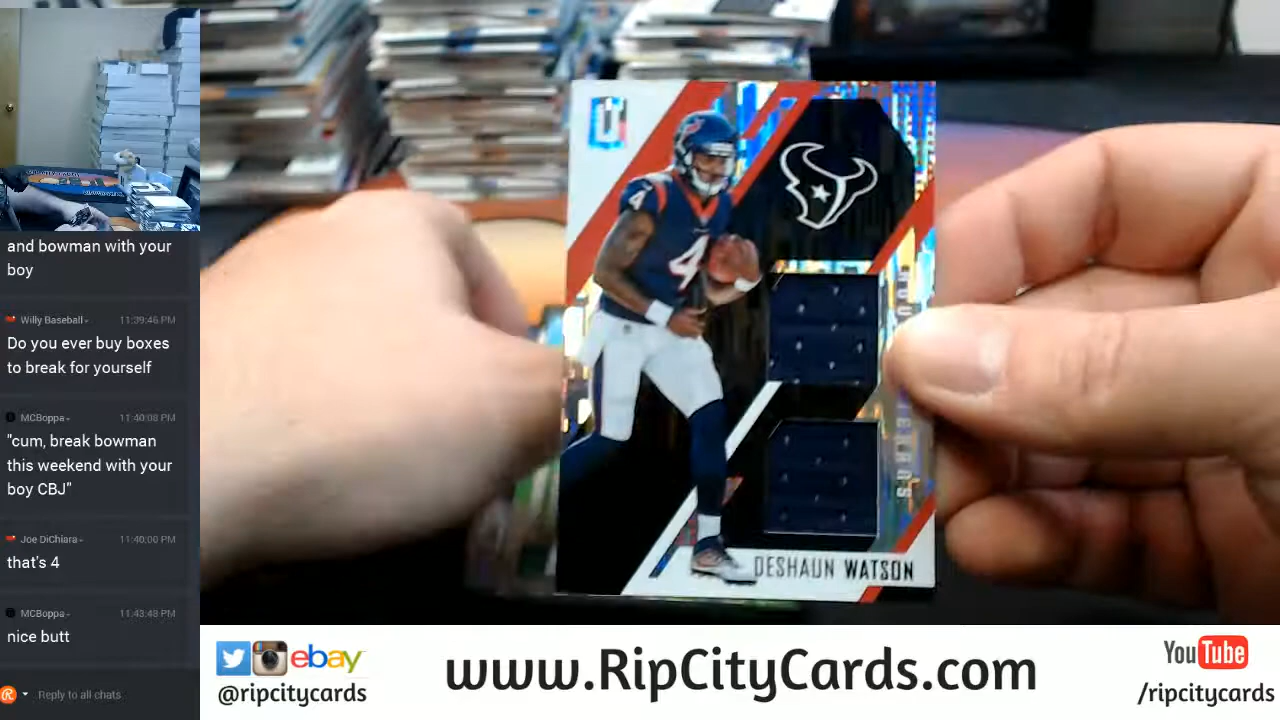 and bowman with your
boy
Willy Baseball
11:39:46 PM
Do you ever buy boxes
to break for yourself
MCBoppa
11:40:08 PM
"cum, break bowman
this weekend with your
boy CBJ"
Joe DiChiara
11:40:00 PM
that's 4
MCBoppa
11:43:48 PM
nice butt
Reply to all chats
4
4
DESHAUN WATSON
ebay
@ripcitycards
www.RipCityCards.com
YouTube
/ripcitycards